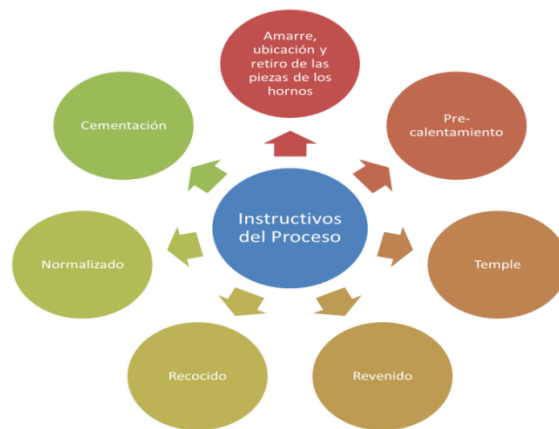 Amarre,
ubicación y
retiro de las
piezas de los
hornos
Pre-
calentamiento
Temple
Revenido
Recocido
Normalizado
Cementación
Instructivos
del Proceso